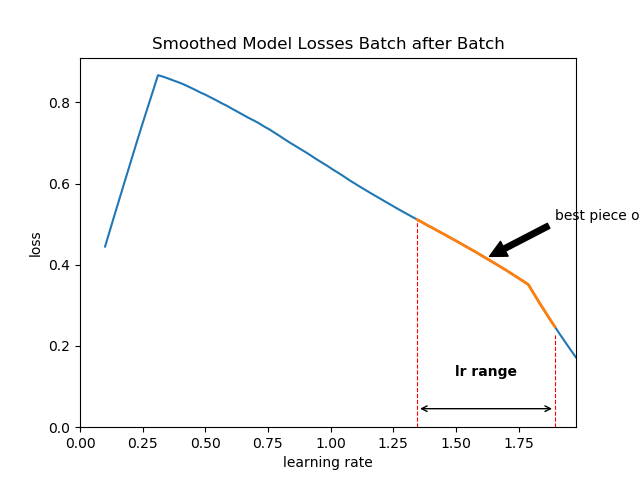 Smoothed Model Losses Batch after Batch
0.8
0.6
best piece o
loss
0.4
0.2
lr range
0.0
0.00 0.25 0.50 0.75 1.00 1.25 1.50 1.75
learning rate